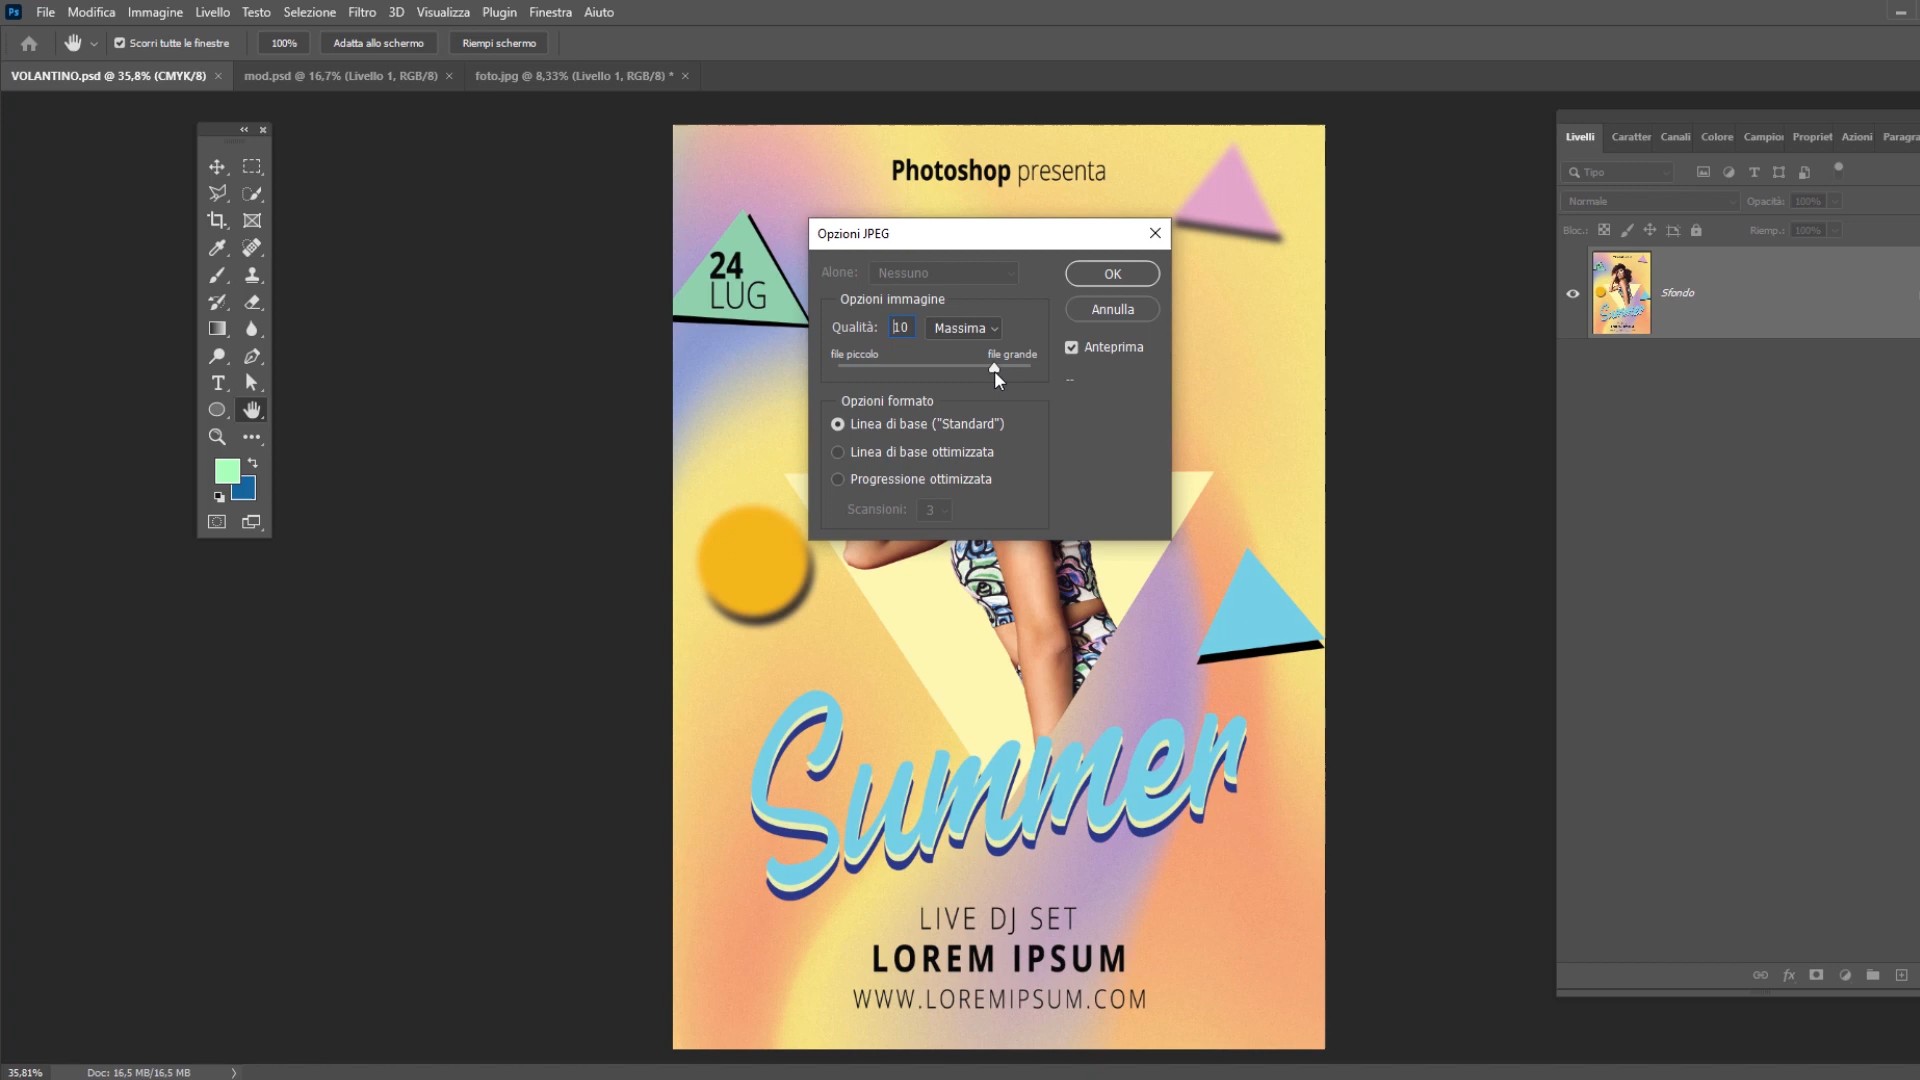 Ps File Modifica Immagine Livello Testo Selezione Filtro 3D Visualizza Plugin Finestra Aiuto
Scorri tutte le finestre 100% Adatta allo schermo Riempi schermo
VOLANTINO.psd @ 35,8% (CMYK/8) × mod.psd @ 16,7% (Livello 1, RGB/8) × foto.jpg @ 8,33% (Livello 1, RGB/8) * ×
Photoshop presenta
24
LUG
Opzioni JPEG
Alone: Nessuno
OK
Opzioni immagine
Annulla
Qualità: 10 Massima
Anteprima
file piccolo file grande
--
Opzioni formato
Linea di base ("Standard")
Linea di base ottimizzata
Progressione ottimizzata
Scansioni: 3
Summer
LIVE DJ SET
LOREM IPSUM
WWW.LOREMIPSUM.COM
Livelli Caratter Canali Colore Campion Propriet Azioni Paragra
Tipo
Normale Opacità: 100%
Bloc.: Riemp.: 100%
Sfondo
fx
35,81% Doc: 16,5 MB/16,5 MB